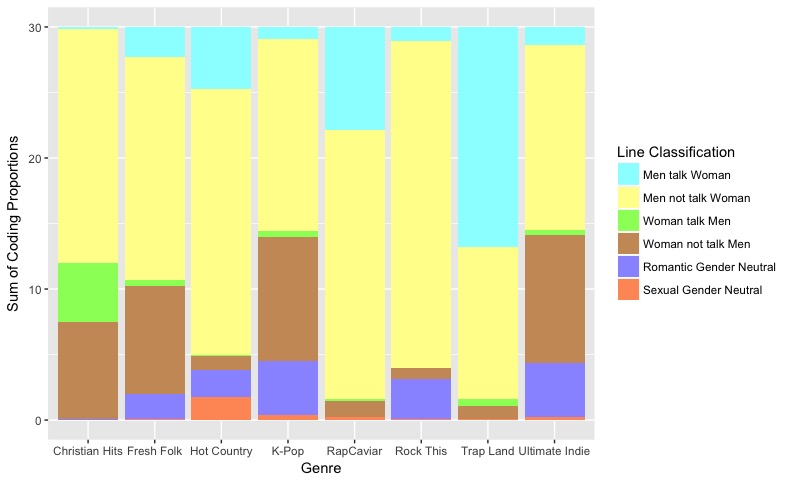 30
20
10
0
Sum of Coding Proportions
Christian Hits Fresh Folk Hot Country K-Pop RapCaviar Rock This Trap Land Ultimate Indie
Genre
Line Classification
Men talk Woman
Men not talk Woman
Woman talk Men
Woman not talk Men
Romantic Gender Neutral
Sexual Gender Neutral